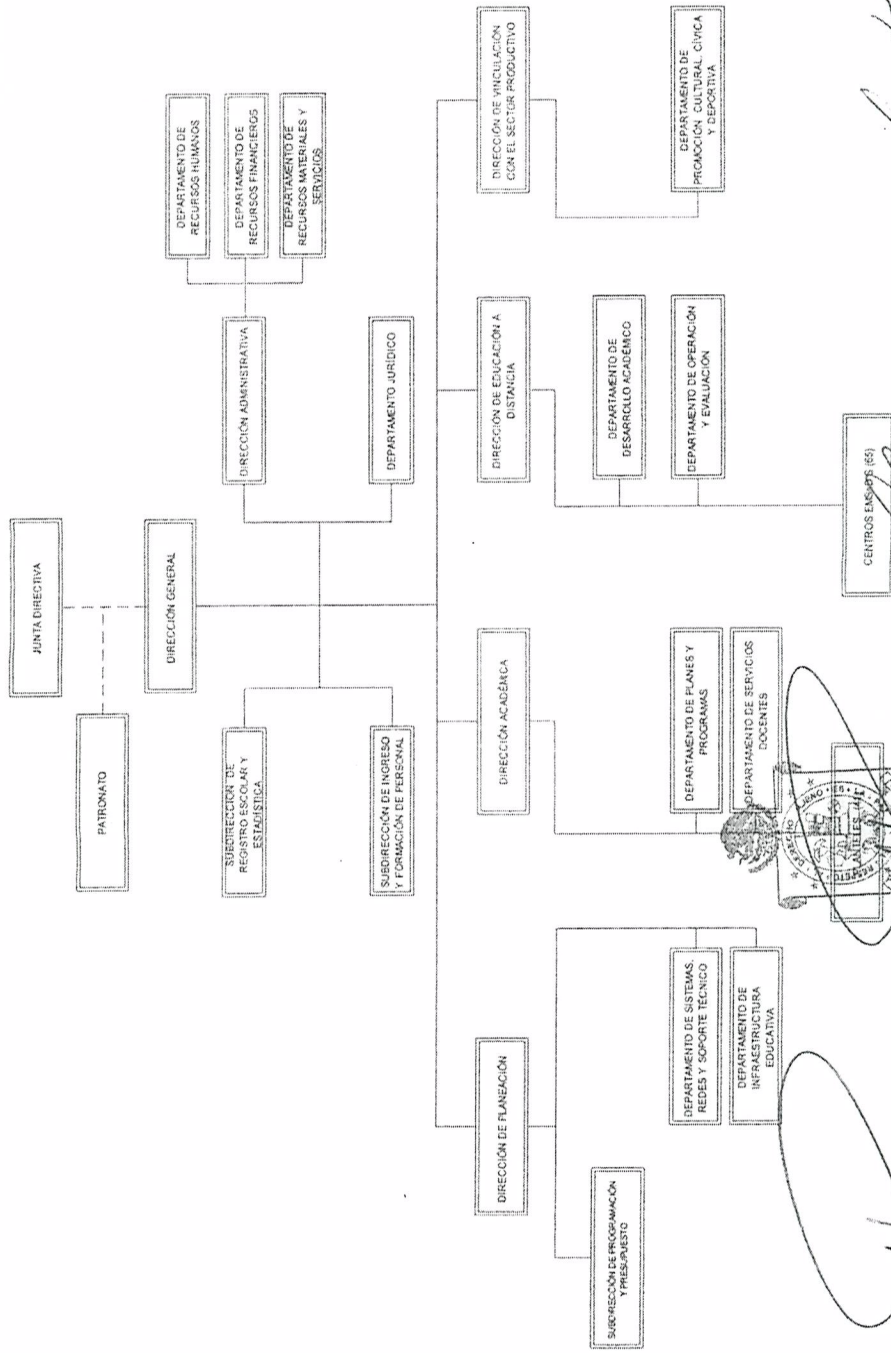 JUNTA DIRECTIVA
PATRONATO
DIRECCIÓN GENERAL
SUBDIRECCIÓN DE
REGISTRO ESCOLAR Y
ESTADÍSTICA
SUBDIRECCIÓN DE INGRESO
Y FORMACIÓN DE PERSONAL
DIRECCIÓN ADMINISTRATIVA
DEPARTAMENTO JURÍDICO
DEPARTAMENTO DE
RECURSOS HUMANOS
DEPARTAMENTO DE
RECURSOS FINANCIEROS
DEPARTAMENTO DE
RECURSOS MATERIALES Y
SERVICIOS
DIRECCIÓN DE PLANEACIÓN
SUBDIRECCIÓN DE PROGRAMACIÓN
Y PRESUPUESTO
DEPARTAMENTO DE SISTEMAS,
REDES Y SOPORTE TÉCNICO
DEPARTAMENTO DE
INFRAESTRUCTURA
EDUCATIVA
DIRECCIÓN ACADÉMICA
DEPARTAMENTO DE PLANES Y
PROGRAMAS
DEPARTAMENTO DE SERVICIOS
DOCENTES
DIRECCIÓN DE EDUCACIÓN A
DISTANCIA
DEPARTAMENTO DE
DESARROLLO ACADÉMICO
DEPARTAMENTO DE OPERACIÓN
Y EVALUACIÓN
CENTROS EMSaDS (65)
DIRECCIÓN DE VINCULACIÓN
CON EL SECTOR PRODUCTIVO
DEPARTAMENTO DE
PROMOCIÓN CULTURAL, CÍVICA
Y DEPORTIVA